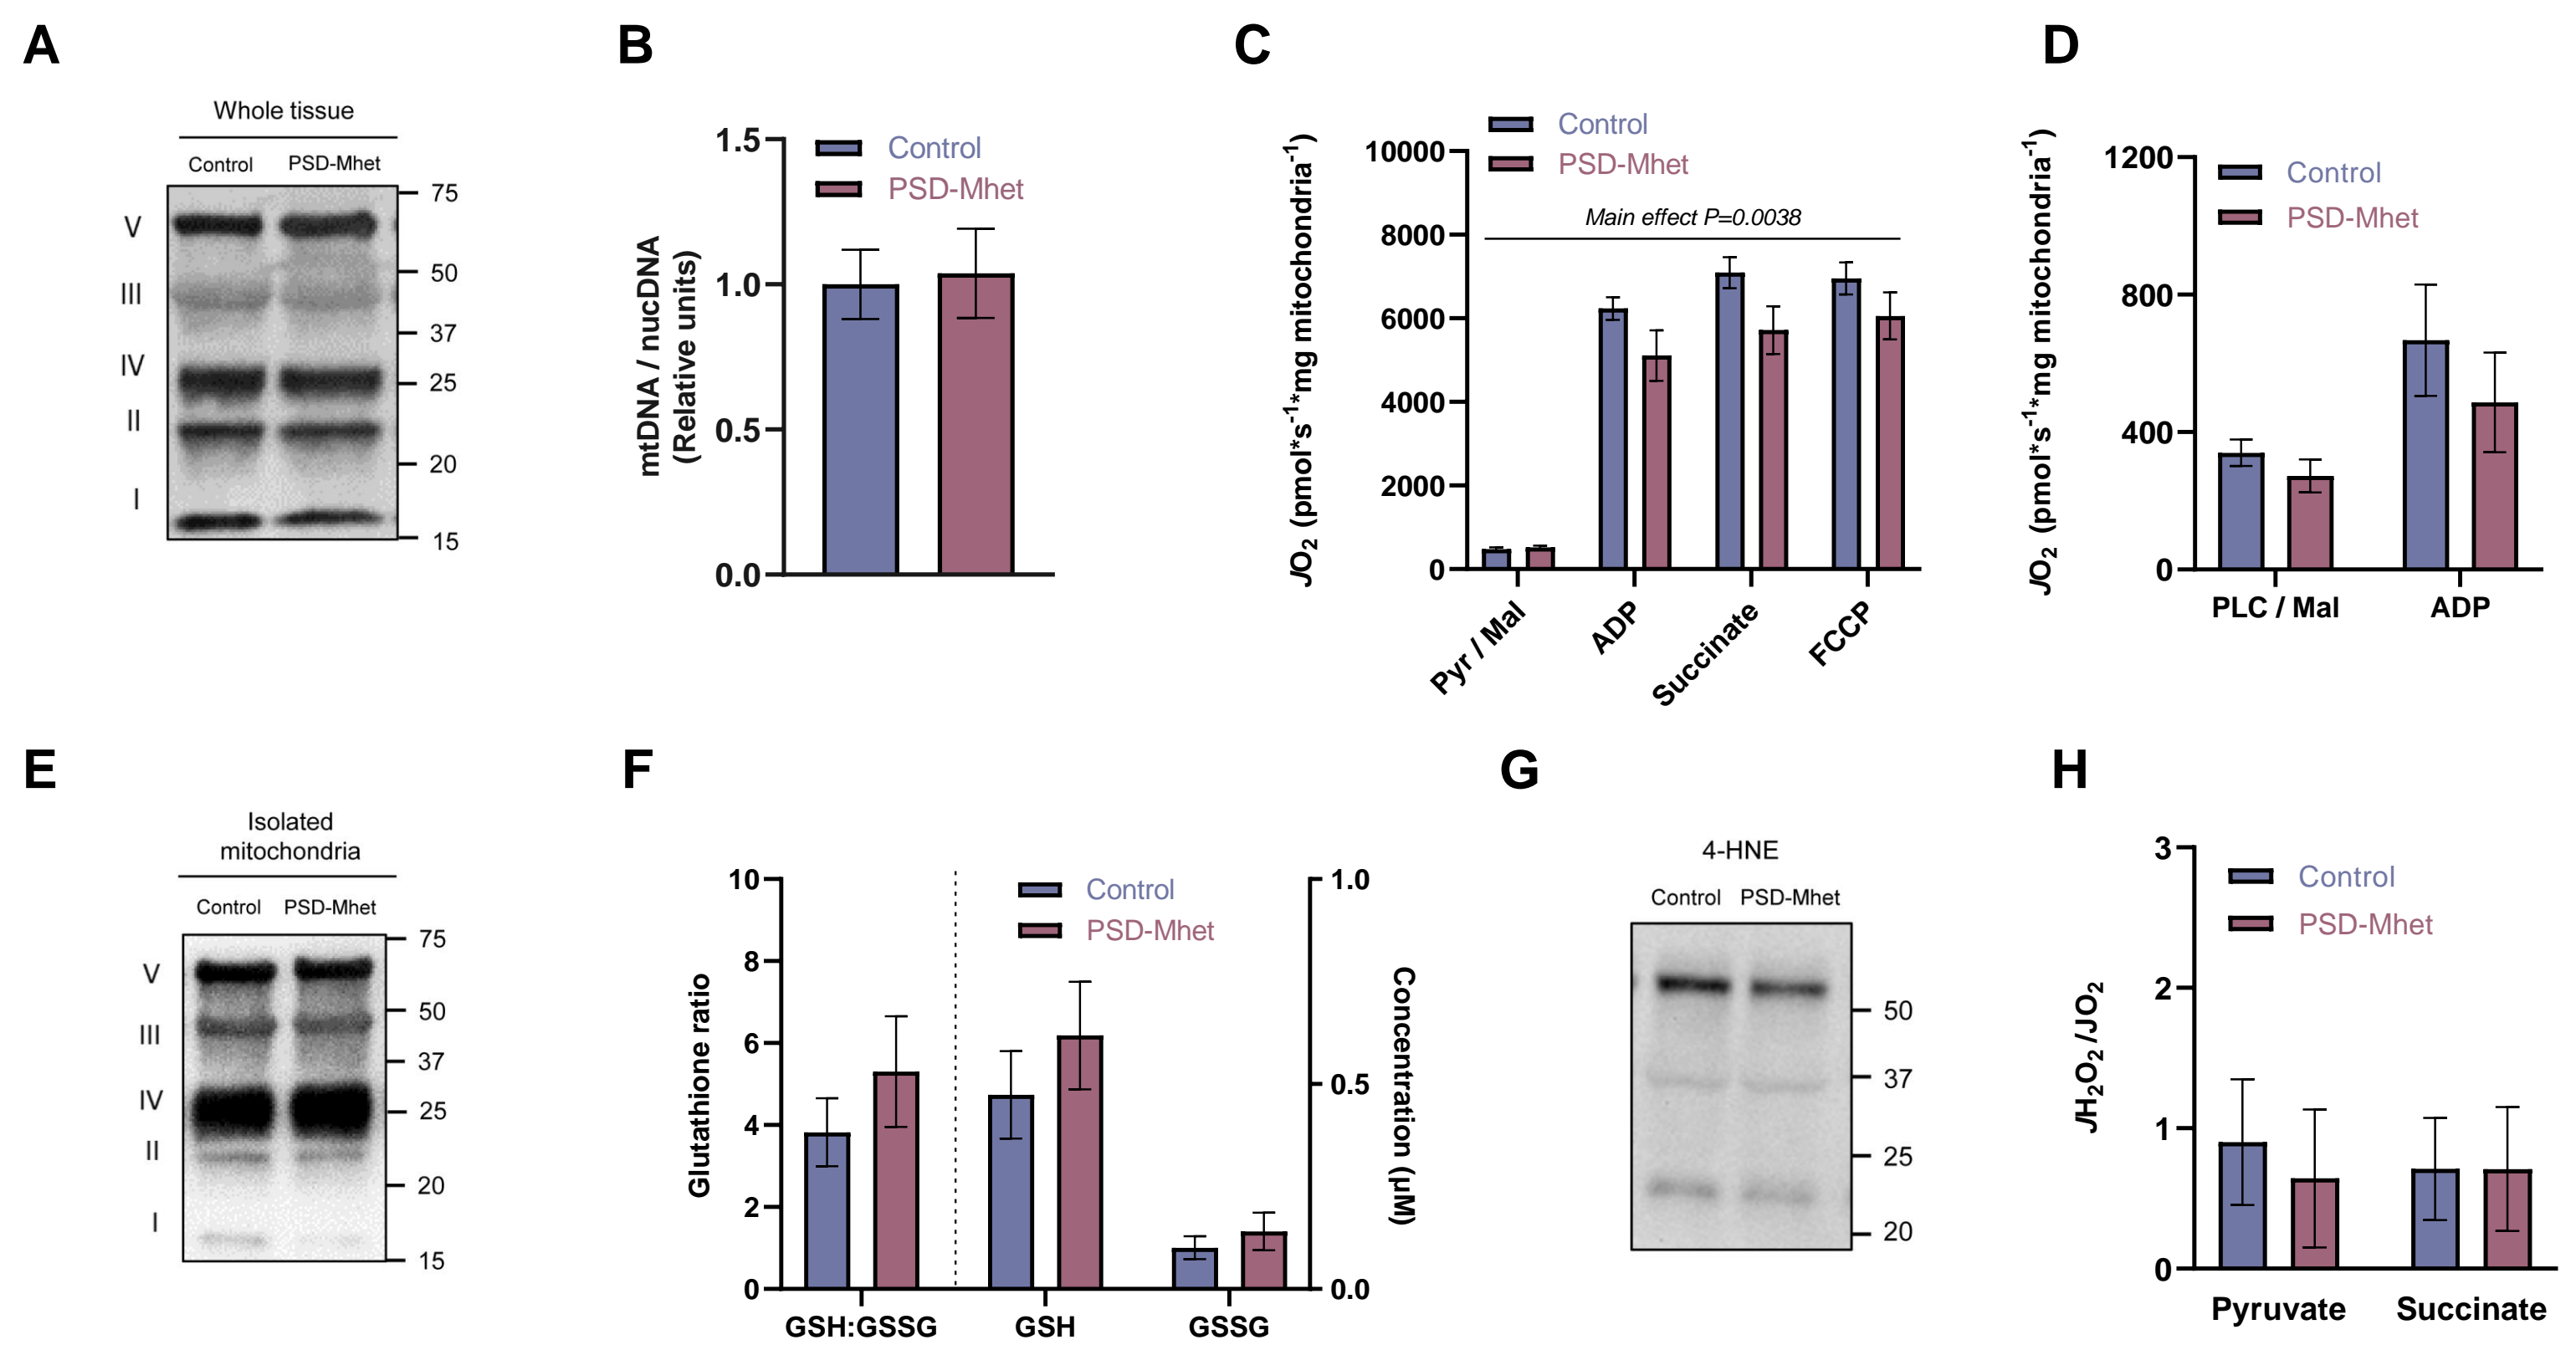 A
Whole tissue
Control PSD-Mhet
V
III
IV
II
I
75
50
37
25
20
15
B
mtDNA / nucDNA
(Relative units)
1.5
1.0
0.5
0.0
Control
PSD-Mhet
C
JO2 (pmol*s-1*mg mitochondria-1)
10000
8000
6000
4000
2000
0
Control
PSD-Mhet
Main effect P=0.0038
Pyr / Mal
ADP
Succinate
FCCP
D
JO2 (pmol*s-1*mg mitochondria-1)
1200
800
400
0
Control
PSD-Mhet
PLC / Mal
ADP
E
Isolated
mitochondria
Control PSD-Mhet
V
III
IV
II
I
75
50
37
25
20
15
F
Glutathione ratio
10
8
6
4
2
0
Control
PSD-Mhet
1.0
0.5
0.0
Concentration (μM)
GSH:GSSG
GSH
GSSG
G
4-HNE
Control PSD-Mhet
50
37
25
20
H
JH2O2/JO2
3
2
1
0
Control
PSD-Mhet
Pyruvate
Succinate